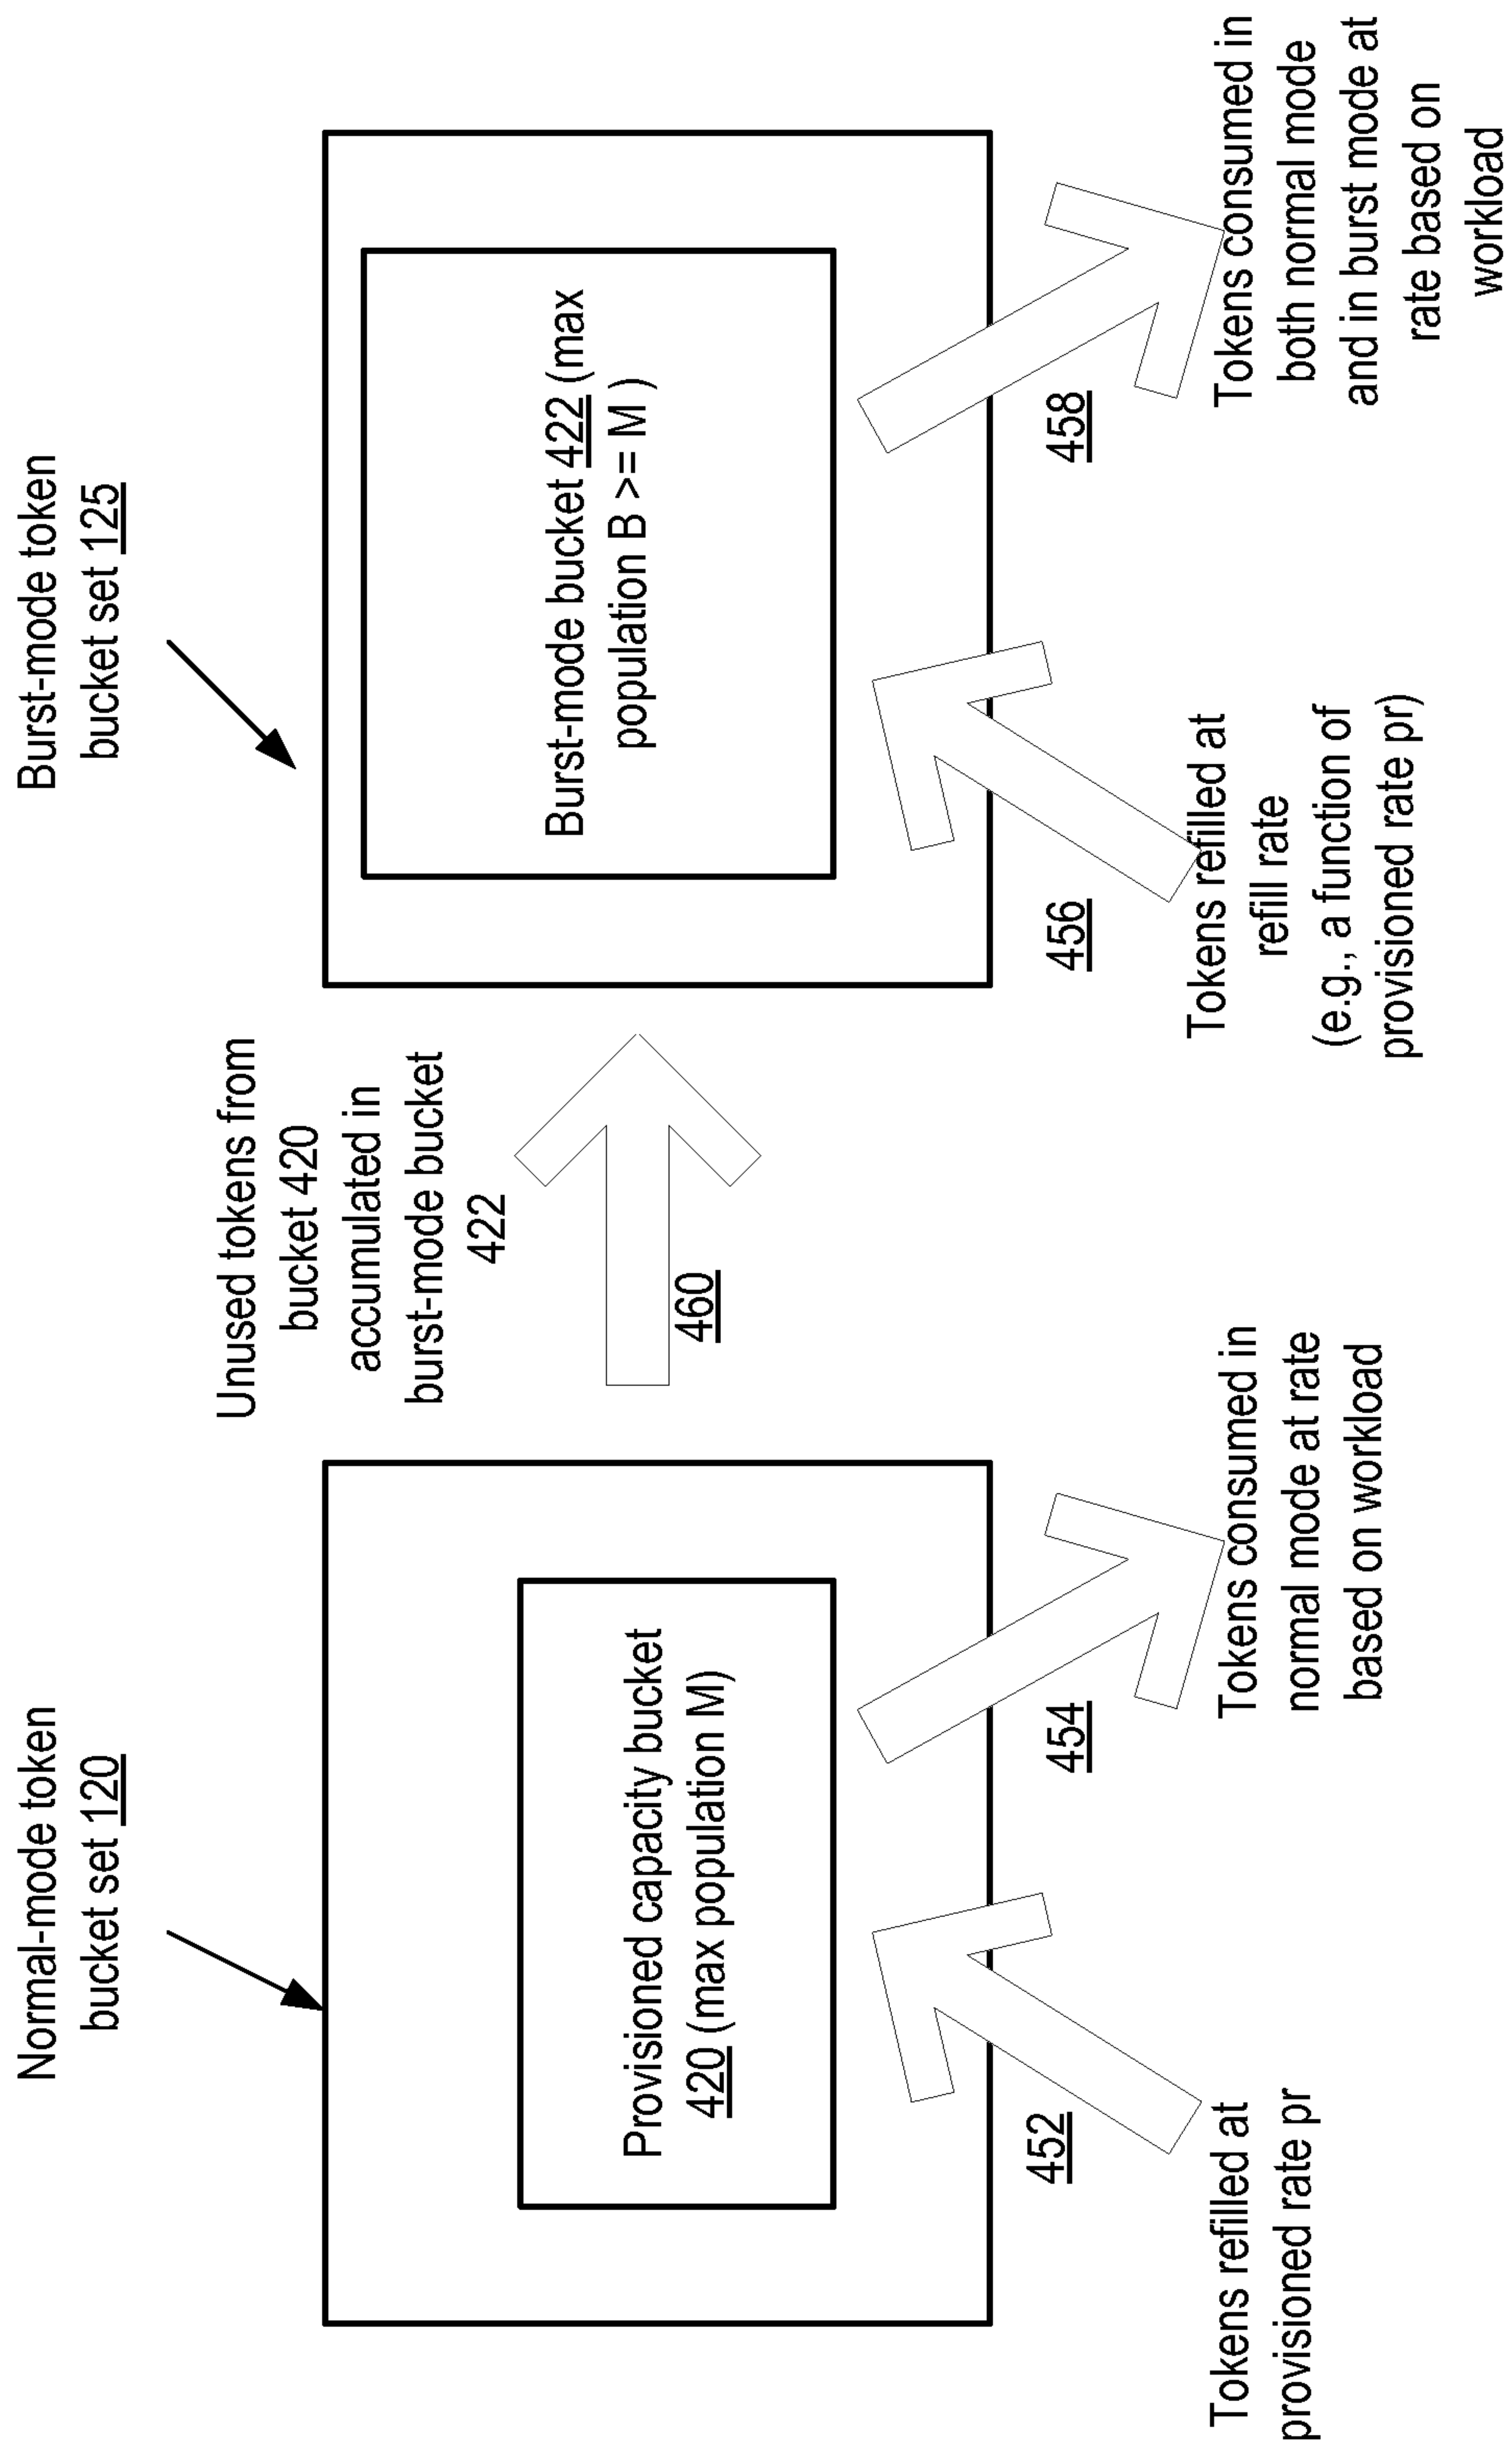 Normal-mode token
bucket set 120
Burst-mode token
bucket set 125
Unused tokens from
bucket 420
accumulated in
burst-mode bucket
422
Provisioned capacity bucket
420 (max population M)
460
Burst-mode bucket 422 (max
population B >= M )
452
Tokens refilled at
provisioned rate pr
454
Tokens consumed in
normal mode at rate
based on workload
456
Tokens refilled at
refill rate
(e.g., a function of
provisioned rate pr)
458
Tokens consumed in
both normal mode
and in burst mode at
rate based on
workload